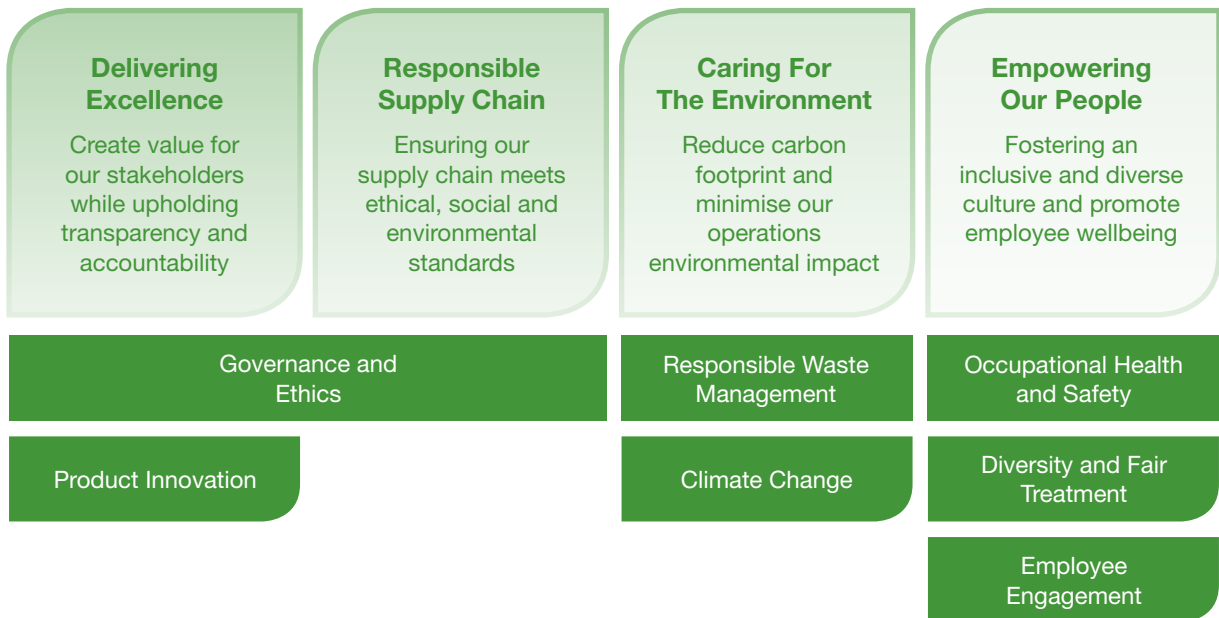 Delivering
Excellence
Create value for
our stakeholders
while upholding
transparency and
accountability
Responsible
Supply Chain
Ensuring our
supply chain meets
ethical, social and
environmental
standards
Caring For
The Environment
Reduce carbon
footprint and
minimise our
operations
environmental impact
Empowering
Our People
Fostering an
inclusive and diverse
culture and promote
employee wellbeing
Governance and
Ethics
Responsible Waste
Management
Occupational Health
and Safety
Product Innovation
Climate Change
Diversity and Fair
Treatment
Employee
Engagement